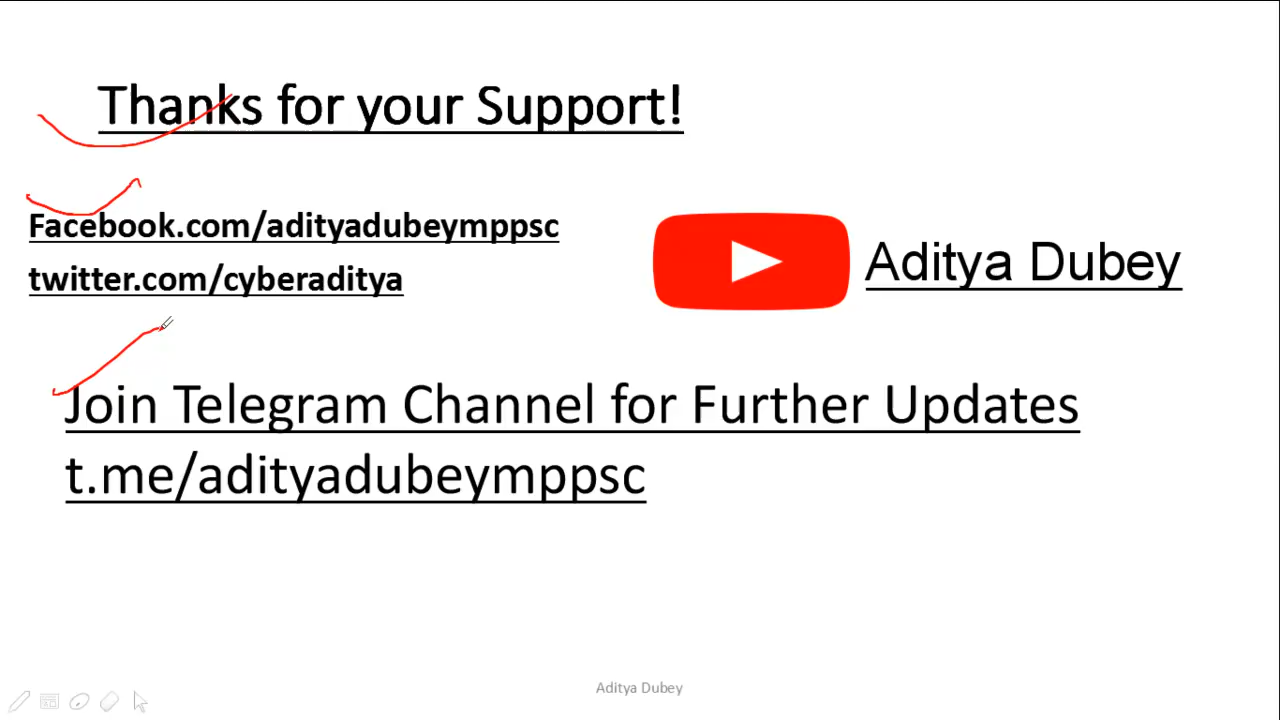 Thanks for your Support!
Facebook.com/adityadubeymppsc
twitter.com/cyberaditya
Aditya Dubey
Join Telegram Channel for Further Updates
t.me/adityadubeymppsc
Aditya Dubey